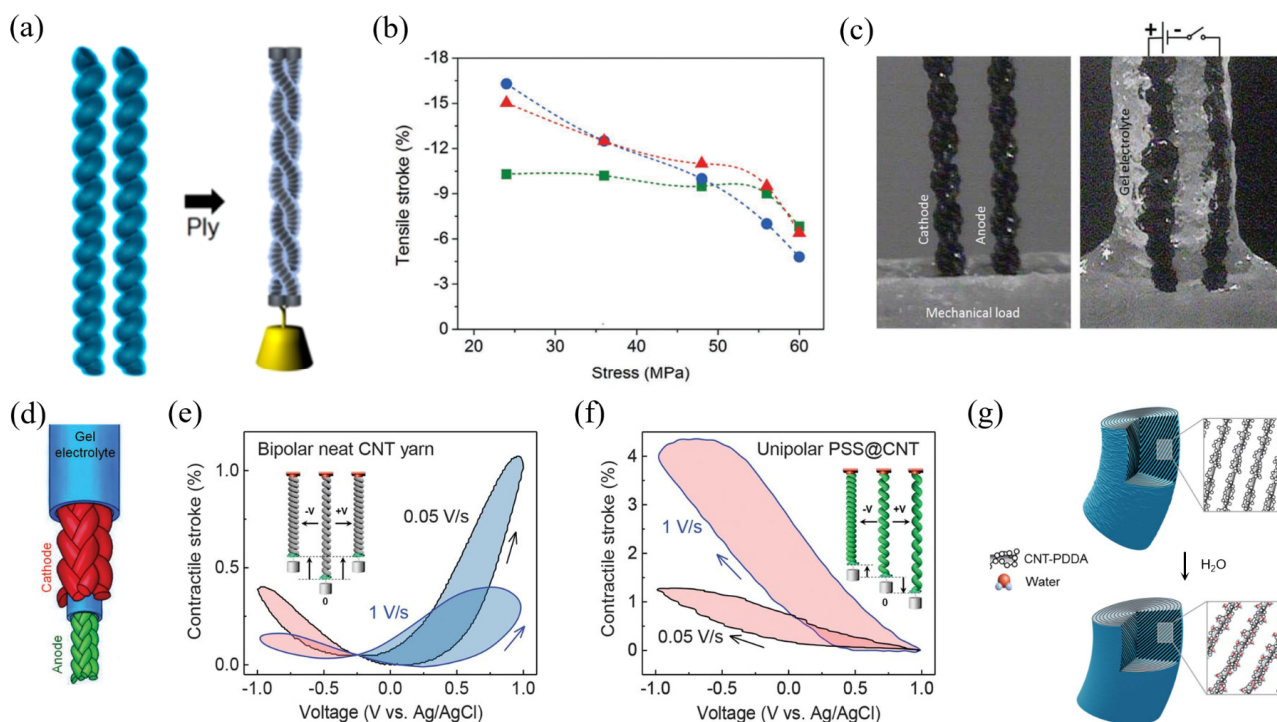 (a)
Ply
(b)
-18
-15
-12
-9
-6
-3
0
Tensile stroke (%)
20
30
40
50
60
Stress (MPa)
(c)
+ -
Cathode
Anode
Mechanical load
Gel electrolyte
(d)
Gel
electrolyte
Cathode
Anode
(e)
Bipolar neat CNT yarn
1.0
0.5
0.0
Contractile stroke (%)
-V
+V
0
0.05 V/s
1 V/s
-1.0
-0.5
0.0
0.5
1.0
Voltage (V vs. Ag/AgCl)
(f)
Unipolar PSS@CNT
4
3
2
1
0
Contractile stroke (%)
1 V/s
-V
+V
0
0.05 V/s
-1.0
-0.5
0.0
0.5
1.0
Voltage (V vs. Ag/AgCl)
(g)
CNT-PDDA
Water
H₂O